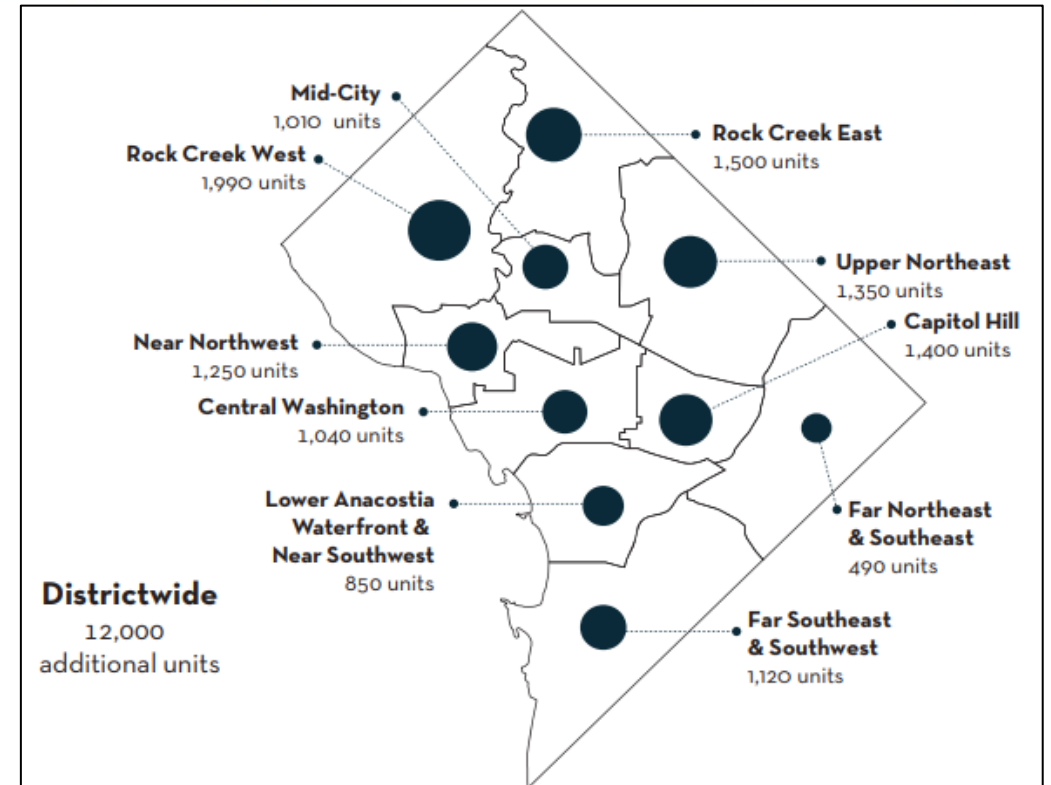 Mid-City
1,010 units
Rock Creek West
1,990 units
Rock Creek East
1,500 units
Upper Northeast
1,350 units
Capitol Hill
1,400 units
Near Northwest
1,250 units
Central Washington
1,040 units
Lower Anacostia
Waterfront &
Near Southwest
850 units
Far Northeast
& Southeast
490 units
Districtwide
12,000
additional units
Far Southeast
& Southwest
1,120 units